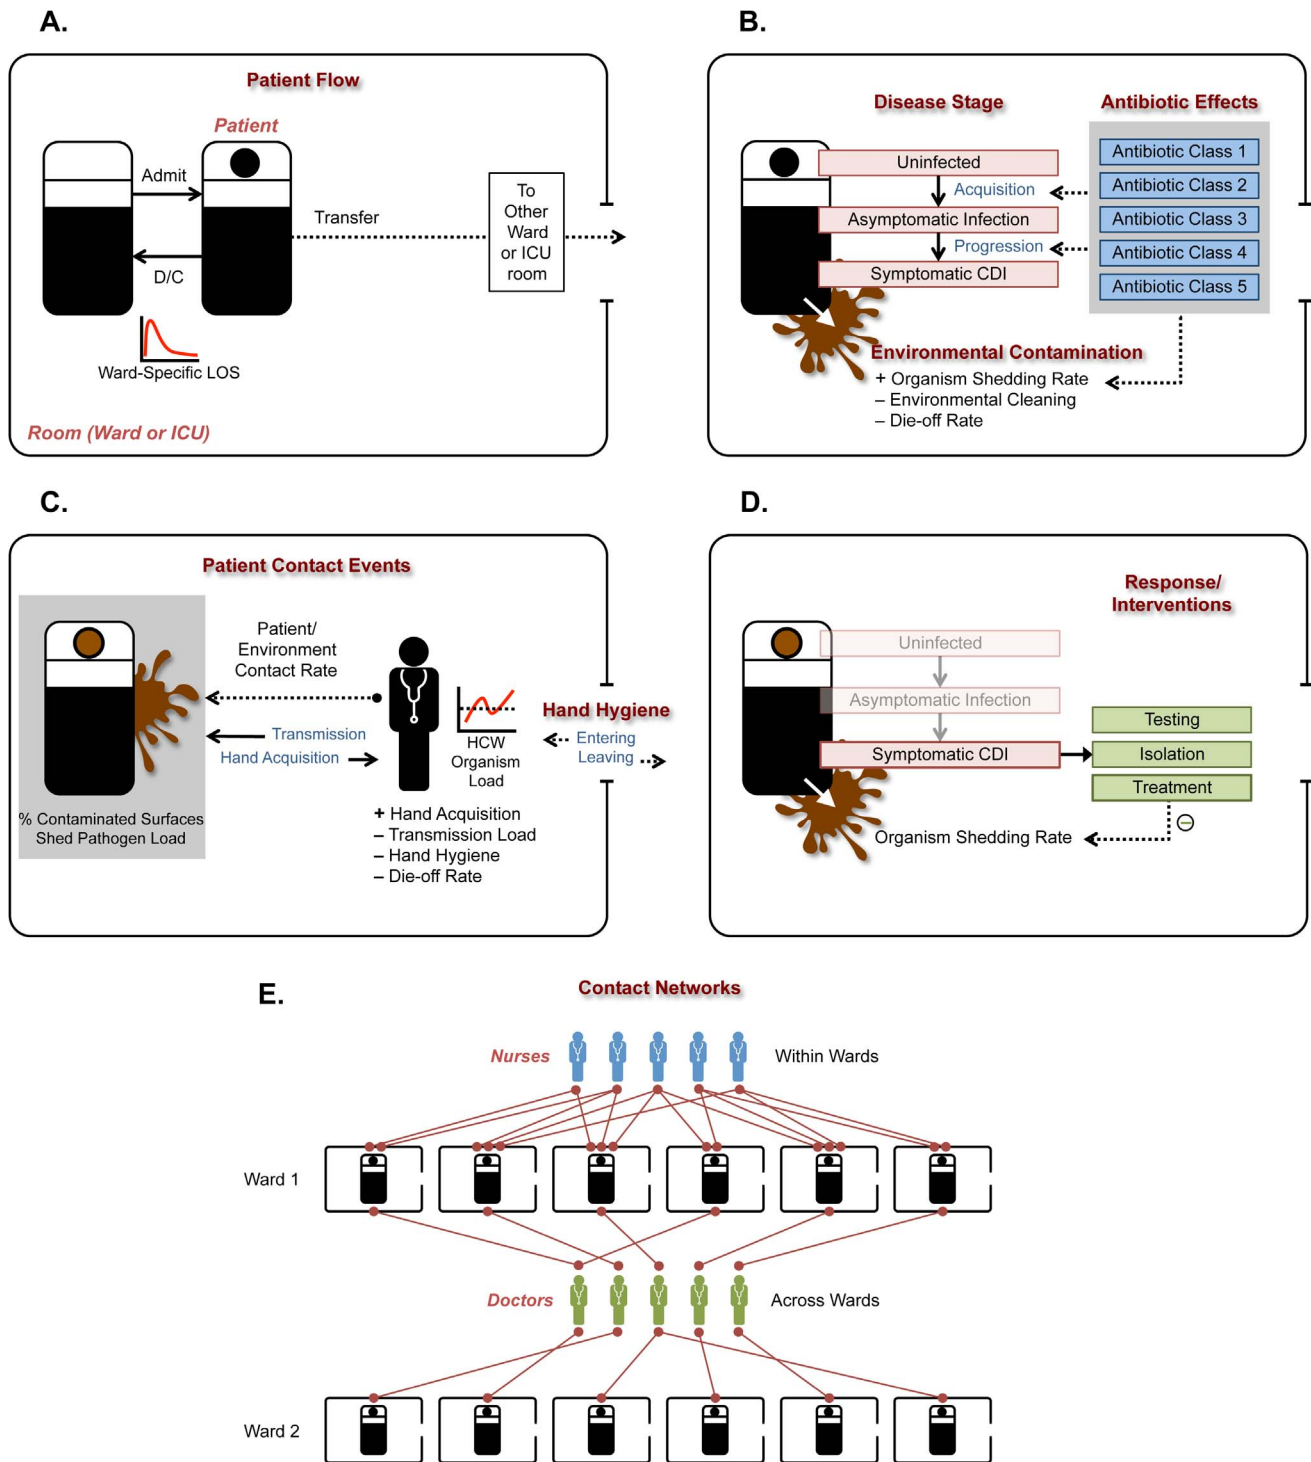 A.
Patient Flow
Patient
Admit
Transfer
D/C
To
Other
Ward
or ICU
room
Ward-Specific LOS
Room (Ward or ICU)
B.
Disease Stage
Antibiotic Effects
Uninfected
Acquisition
Asymptomatic Infection
Progression
Symptomatic CDI
Antibiotic Class 1
Antibiotic Class 2
Antibiotic Class 3
Antibiotic Class 4
Antibiotic Class 5
Environmental Contamination
+ Organism Shedding Rate
– Environmental Cleaning
– Die-off Rate
C.
Patient Contact Events
Patient/
Environment
Contact Rate
Transmission
Hand Acquisition
% Contaminated Surfaces
Shed Pathogen Load
HCW
Organism
Load
Hand Hygiene
Entering
Leaving
+ Hand Acquisition
– Transmission Load
– Hand Hygiene
– Die-off Rate
D.
Response/
Interventions
Uninfected
Asymptomatic Infection
Symptomatic CDI
Testing
Isolation
Treatment
Organism Shedding Rate
E.
Contact Networks
Nurses
Within Wards
Ward 1
Doctors
Across Wards
Ward 2